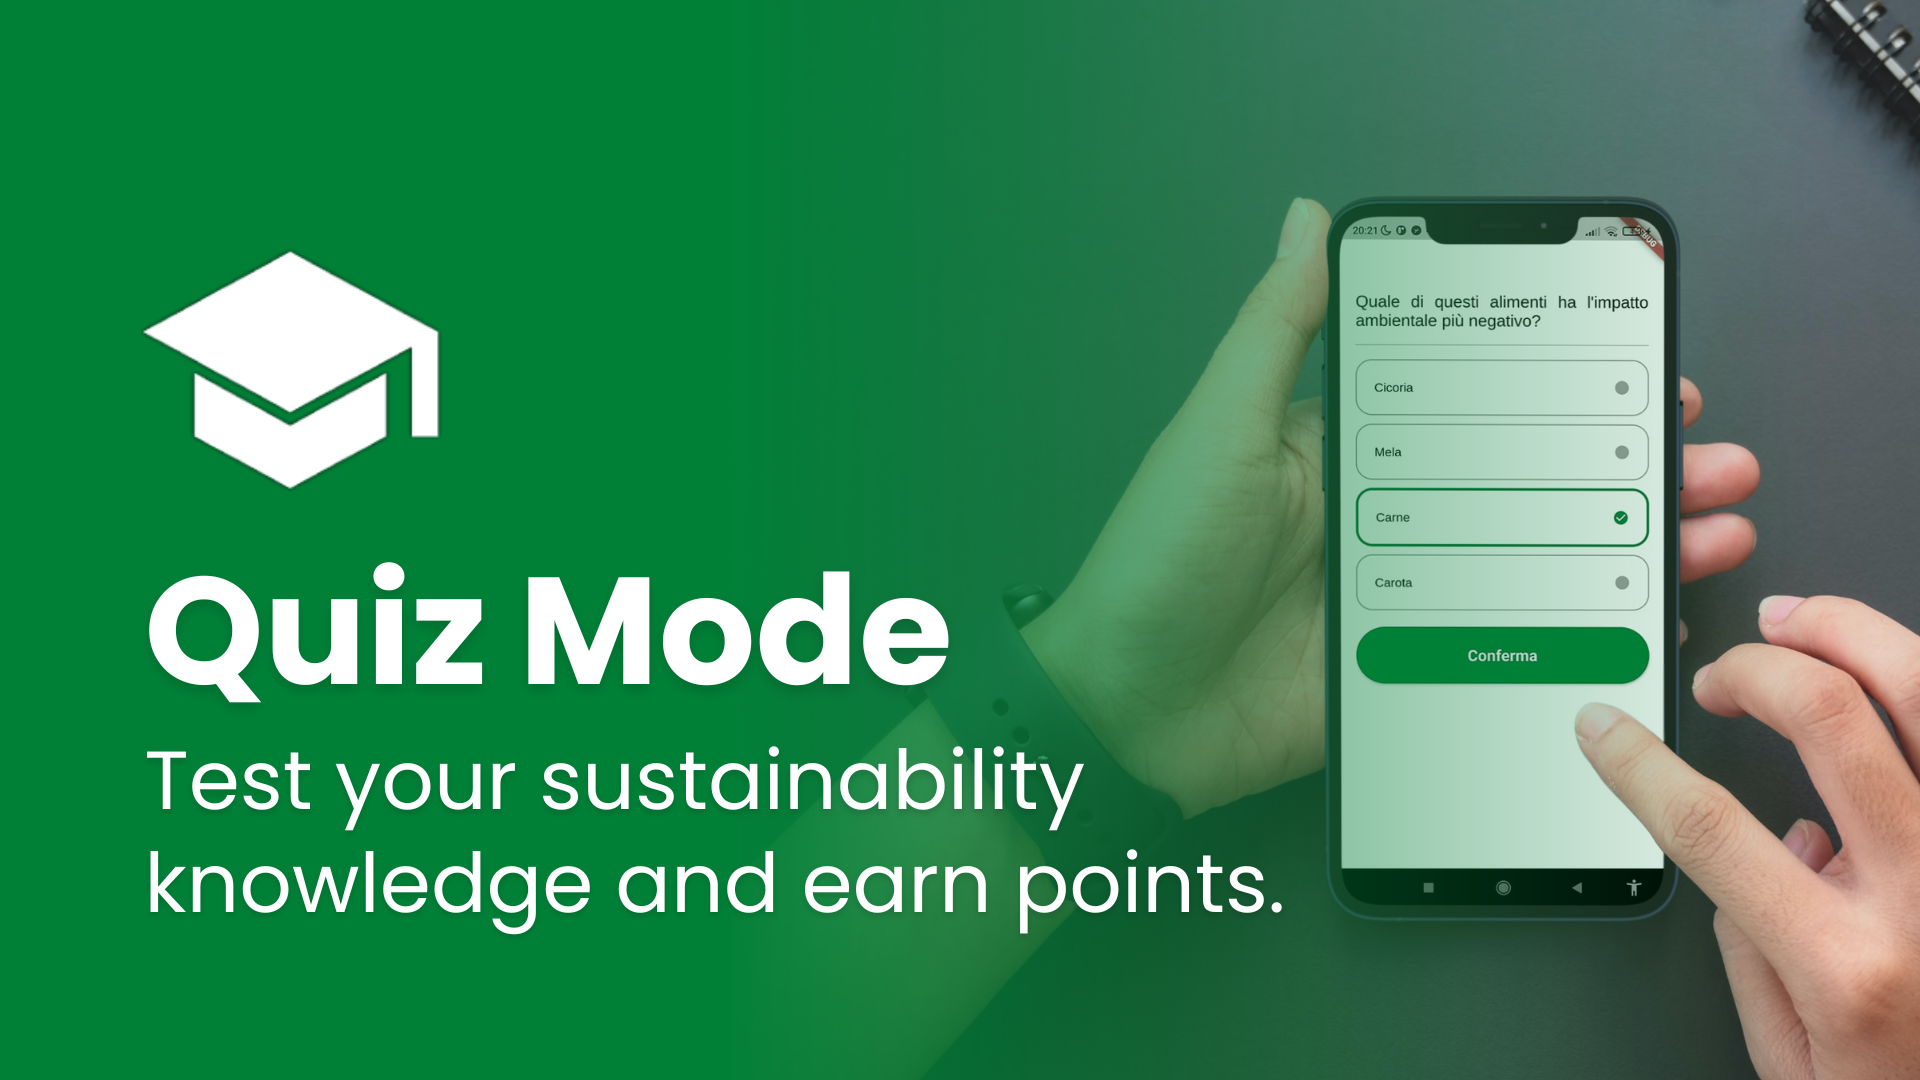 Quiz Mode
Test your sustainability
knowledge and earn points.
20:21
Quale di questi alimenti ha l'impatto
ambientale più negativo?
Cicoria
Mela
Carne
Carota
Conferma